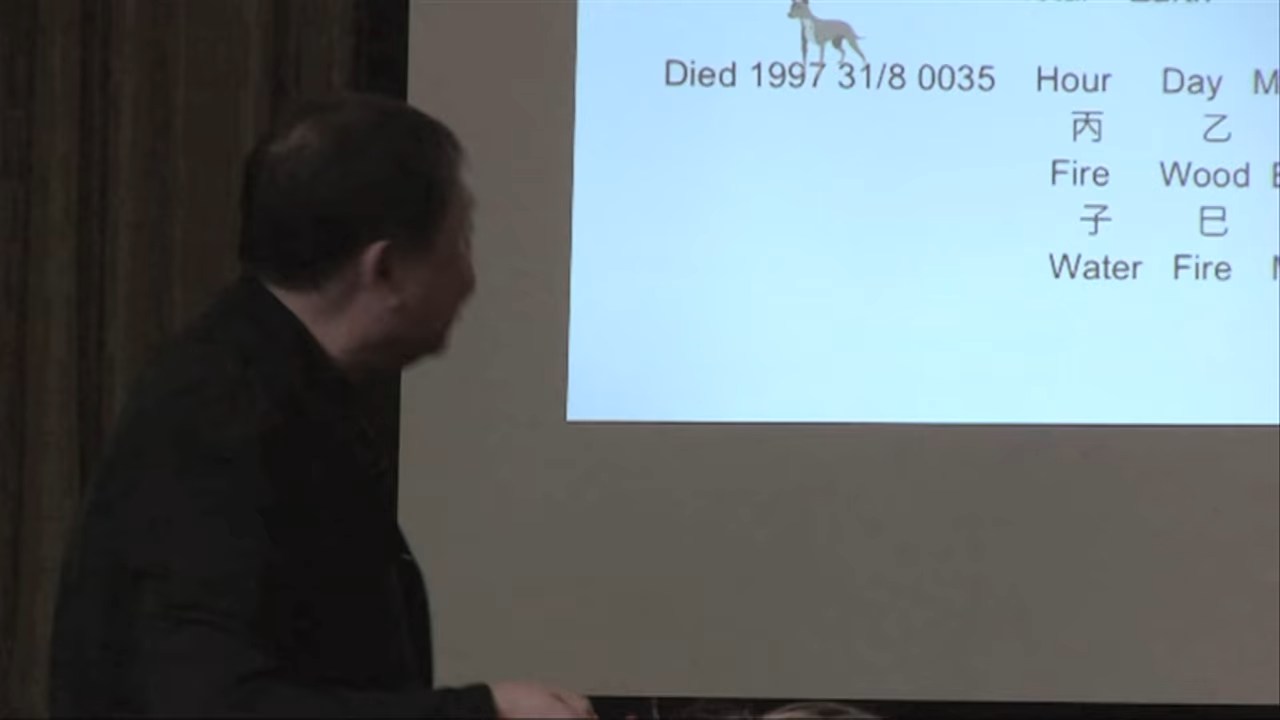 Died 1997 31/8 0035 Hour Day
丙 乙
Fire Wood
子 巳
Water Fire